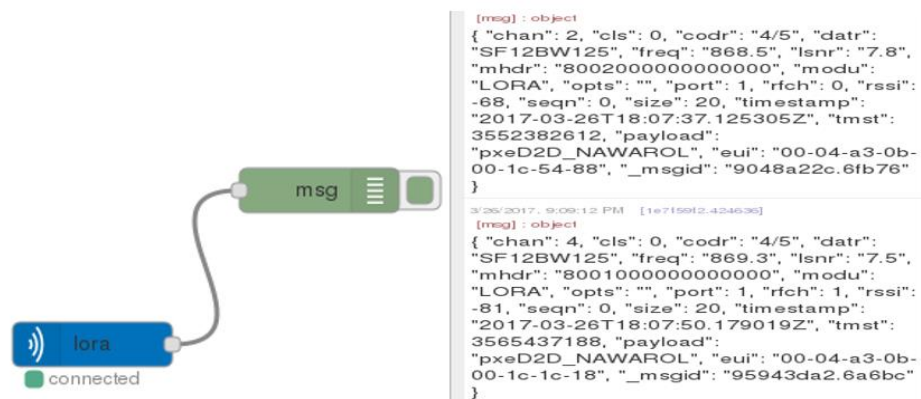 msg
lora
connected
[msg] : object
{ "chan": 2, "cls": 0, "codr": "4/5", "datr":
"SF12BW125", "freq": "868.5", "lsnr": "7.8",
"mhdr": "8002000000000000", "modu":
"LORA", "opts": "", "port": 1, "rfch": 0, "rssi":
-68, "seqn": 0, "size": 20, "timestamp":
"2017-03-26T18:07:37.125305Z", "tmst":
3552382612, "payload":
"pxeD2D_NAWAROL", "eui": "00-04-a3-0b-
00-1c-54-88", "_msgid": "9048a22c.6fb76"
}
3/26/2017, 9:09:12 PM [1e7f59f2.424636]
[msg] : object
{ "chan": 4, "cls": 0, "codr": "4/5", "datr":
"SF12BW125", "freq": "869.3", "lsnr": "7.5",
"mhdr": "8001000000000000", "modu":
"LORA", "opts": "", "port": 1, "rfch": 1, "rssi":
-81, "seqn": 0, "size": 20, "timestamp":
"2017-03-26T18:07:50.179019Z", "tmst":
3565437188, "payload":
"pxeD2D_NAWAROL", "eui": "00-04-a3-0b-
00-1c-1c-18", "_msgid": "95943da2.6a6bc"
}